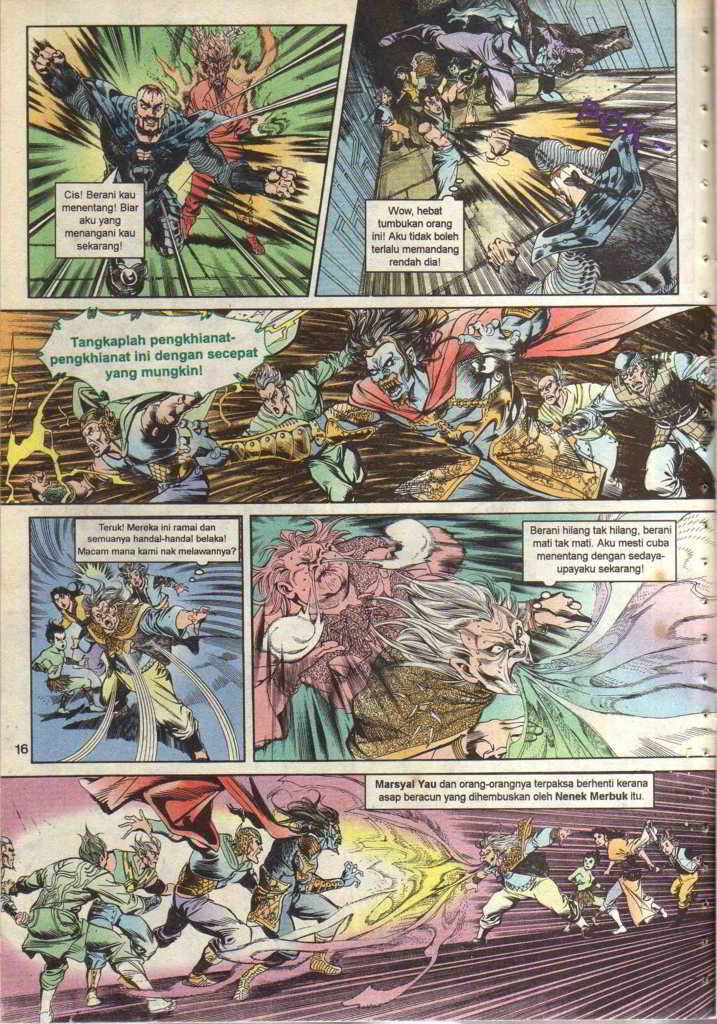 Cis! Berani kau
menentang! Biar
aku yang
menangani kau
sekarang!
POM~
Wow, hebat
tumbukan orang
ini! Aku tidak boleh
terlalu memandang
rendah dia!
Tangkaplah pengkhianat-
pengkhianat ini dengan secepat
yang mungkin!
Teruk! Mereka ini ramai dan
semuanya handal-handal belaka!
Macam mana kami nak melawannya?
Berani hilang tak hilang, berani
mati tak mati. Aku mesti cuba
menentang dengan sedaya-
upayaku sekarang!
16
Marsyal Yau dan orang-orangnya terpaksa berhenti kerana
asap beracun yang dihembuskan oleh Nenek Merbuk itu.